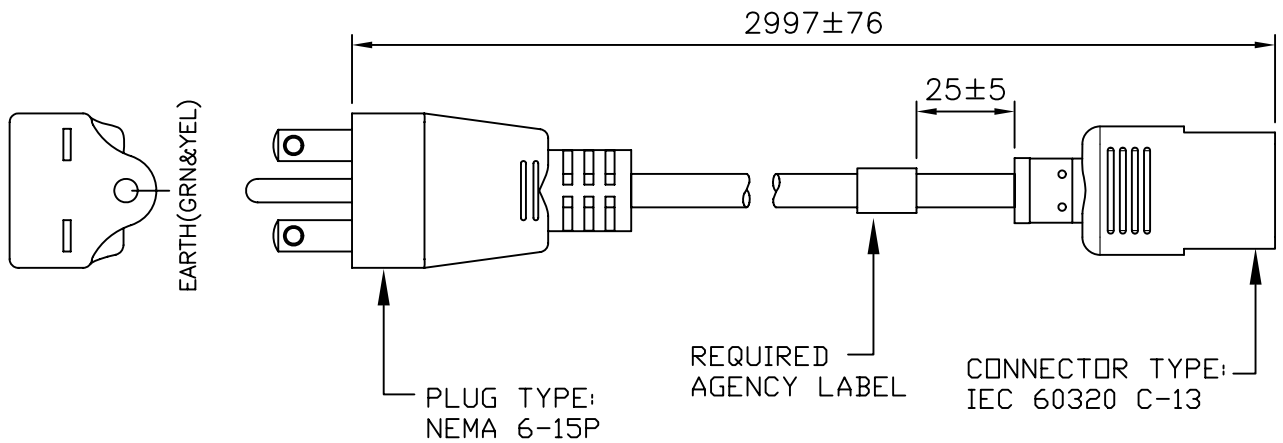 2997±76
25±5
EARTH(GRN&YEL)
REQUIRED
AGENCY LABEL
CONNECTOR TYPE:
IEC 60320 C-13
PLUG TYPE:
NEMA 6-15P